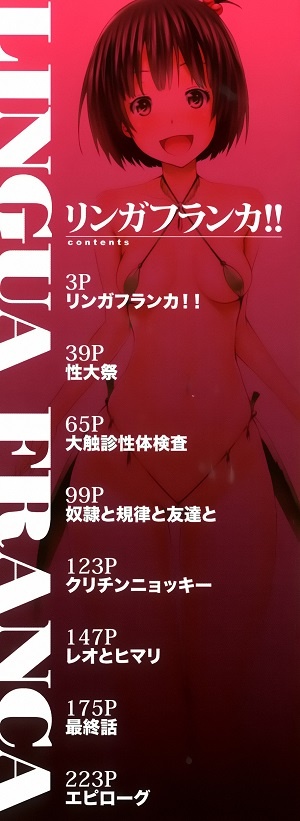 LINGUA FRANCA
リンガフランカ!!
contents
3P
リンガフランカ！！
39P
性大祭
65P
大触診性体検査
99P
奴隷と規律と友達と
123P
クリチンニョッキー
147P
レオとヒマリ
175P
最終話
223P
エピローグ